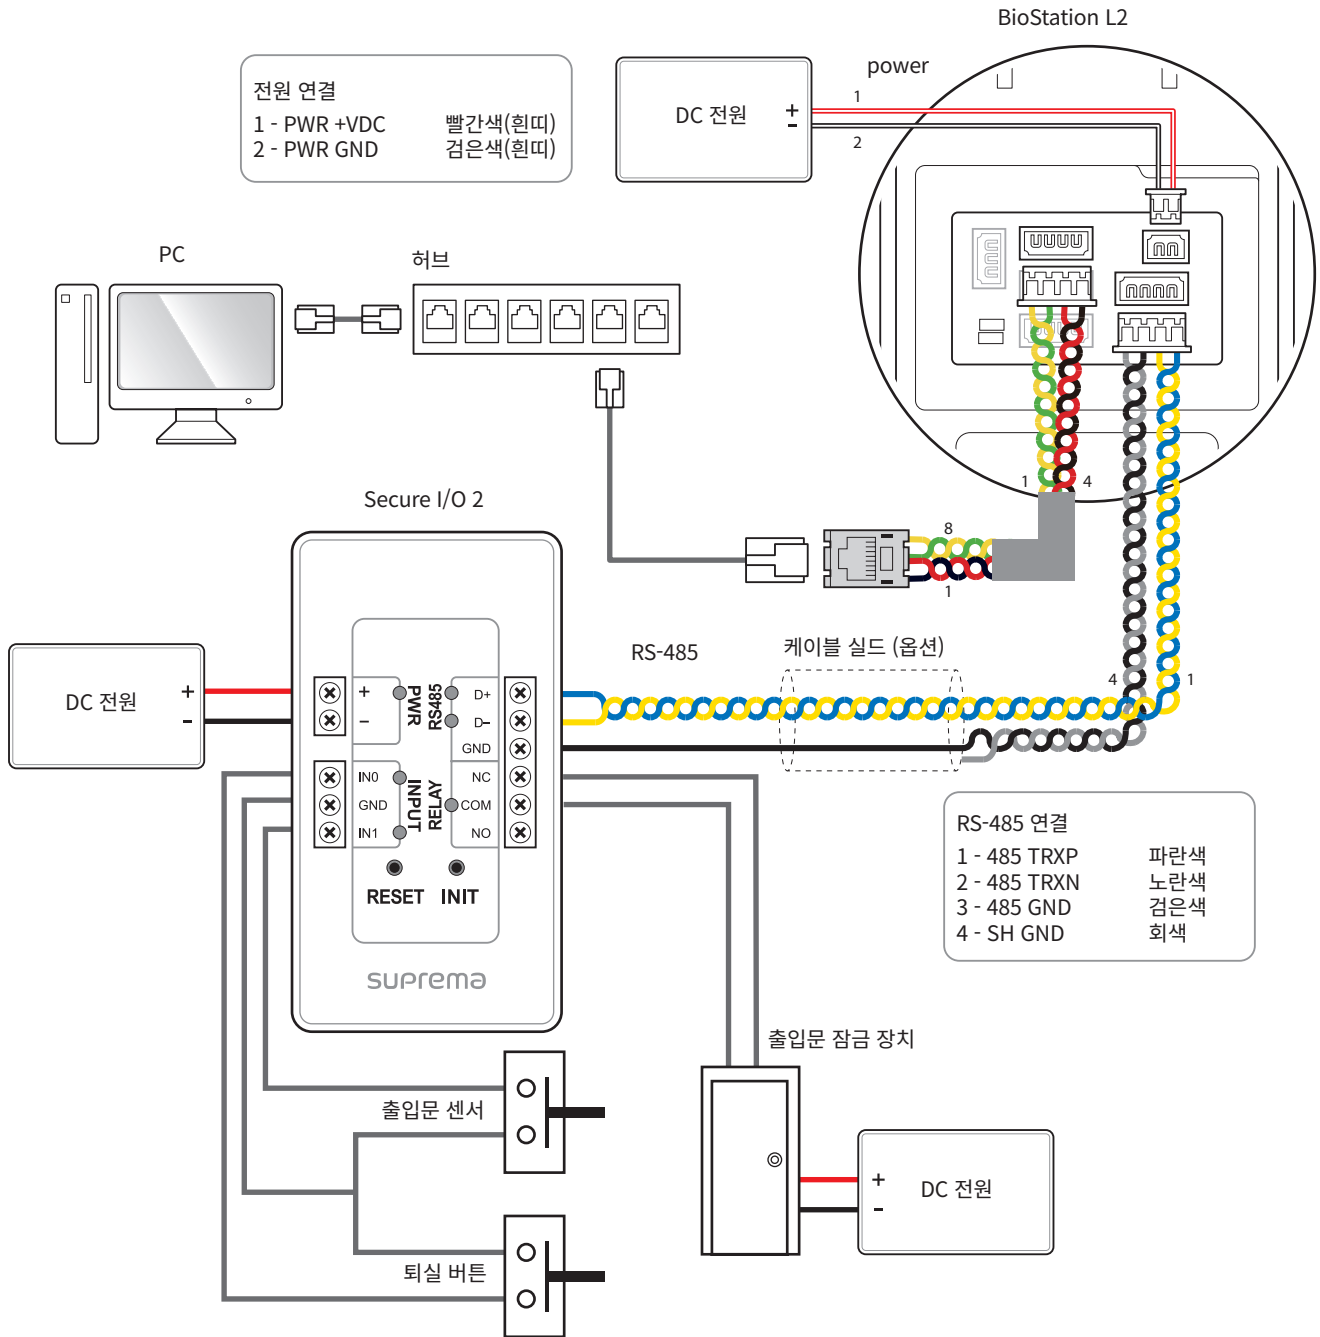 BioStation L2
전원 연결
1 - PWR +VDC 빨간색(흰띠)
2 - PWR GND 검은색(흰띠)
DC 전원
+
-
power
1
2
PC
허브
1
4
8
1
Secure I/O 2
DC 전원
+
-
+
-
PWR
RS485
D+
D-
GND
IN0
GND
IN1
INPUT
RELAY
NC
COM
NO
RESET INIT
suprema
RS-485
케이블 실드 (옵션)
4
1
RS-485 연결
1 - 485 TRXP 파란색
2 - 485 TRXN 노란색
3 - 485 GND 검은색
4 - SH GND 회색
출입문 잠금 장치
출입문 센서
DC 전원
+
-
퇴실 버튼